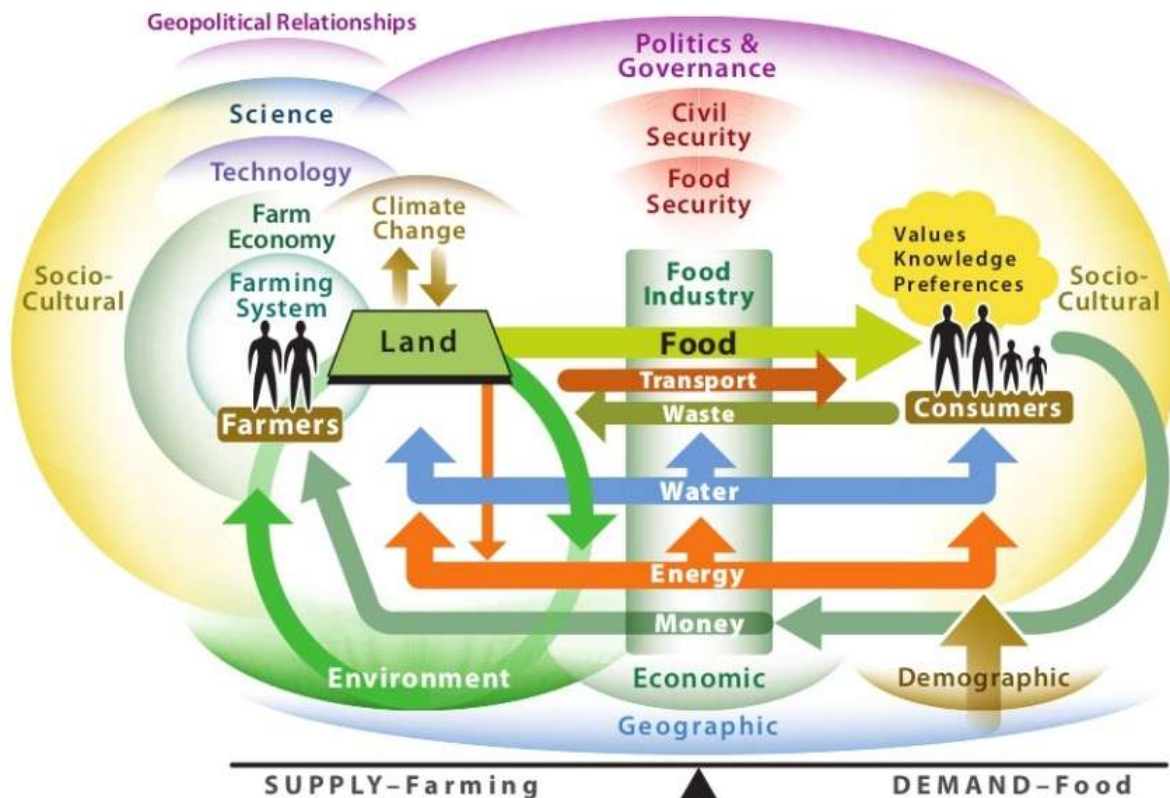 Geopolitical Relationships
Politics &
Governance
Science
Civil
Security
Technology
Food
Security
Climate
Change
Farm
Economy
Values
Knowledge
Preferences
Socio-
Cultural
Farming
System
Food
Industry
Socio-
Cultural
Land
Food
Transport
Waste
Farmers
Consumers
Water
Energy
Money
Environment
Economic
Demographic
Geographic
SUPPLY–Farming
DEMAND–Food